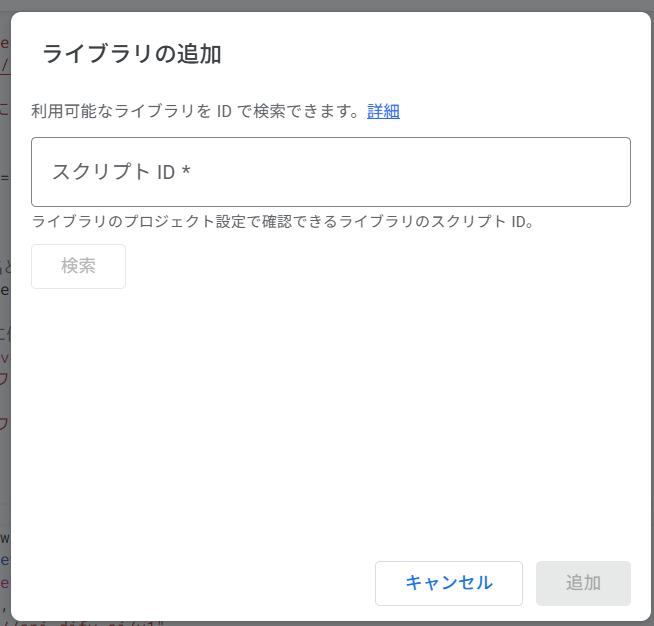 ライブラリの追加
利用可能なライブラリを ID で検索できます。詳細
スクリプト ID *
ライブラリのプロジェクト設定で確認できるライブラリのスクリプト ID。
検索
キャンセル
追加